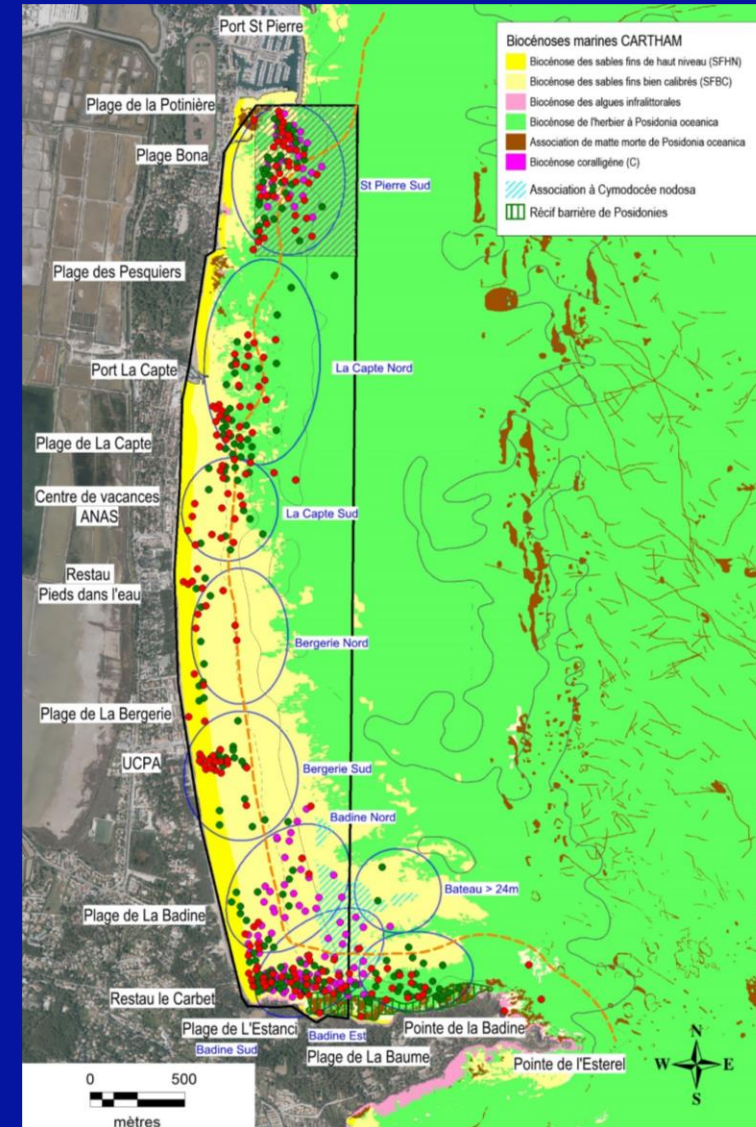 Port St Pierre
Biocénoses marines CARTHAM
Biocénose des sables fins de haut niveau (SFHN)
Biocénose des sables fins bien calibrés (SFBC)
Biocénose des algues infralittorales
Biocénose de l'herbier à Posidonia oceanica
Association de matte morte de Posidonia oceanica
Biocénose coralligéne (C)
Association à Cymodocée nodosa
Récif barrière de Posidonies
Plage de la Potinière
Plage Bona
St Pierre Sud
Plage des Pesquiers
Port La Capte
La Capte Nord
Plage de La Capte
Centre de vacances
ANAS
La Capte Sud
Restau
Pieds dans l'eau
Bergerie Nord
Plage de La Bergerie
UCPA
Bergerie Sud
Badine Nord
Bateau > 24m
Plage de La Badine
Restau le Carbet
Plage de L'Estanci
Pointe de la Badine
Badine Est
Badine Sud
Plage de La Baume
Pointe de l'Esterel
N
W E
S
0 500
mètres